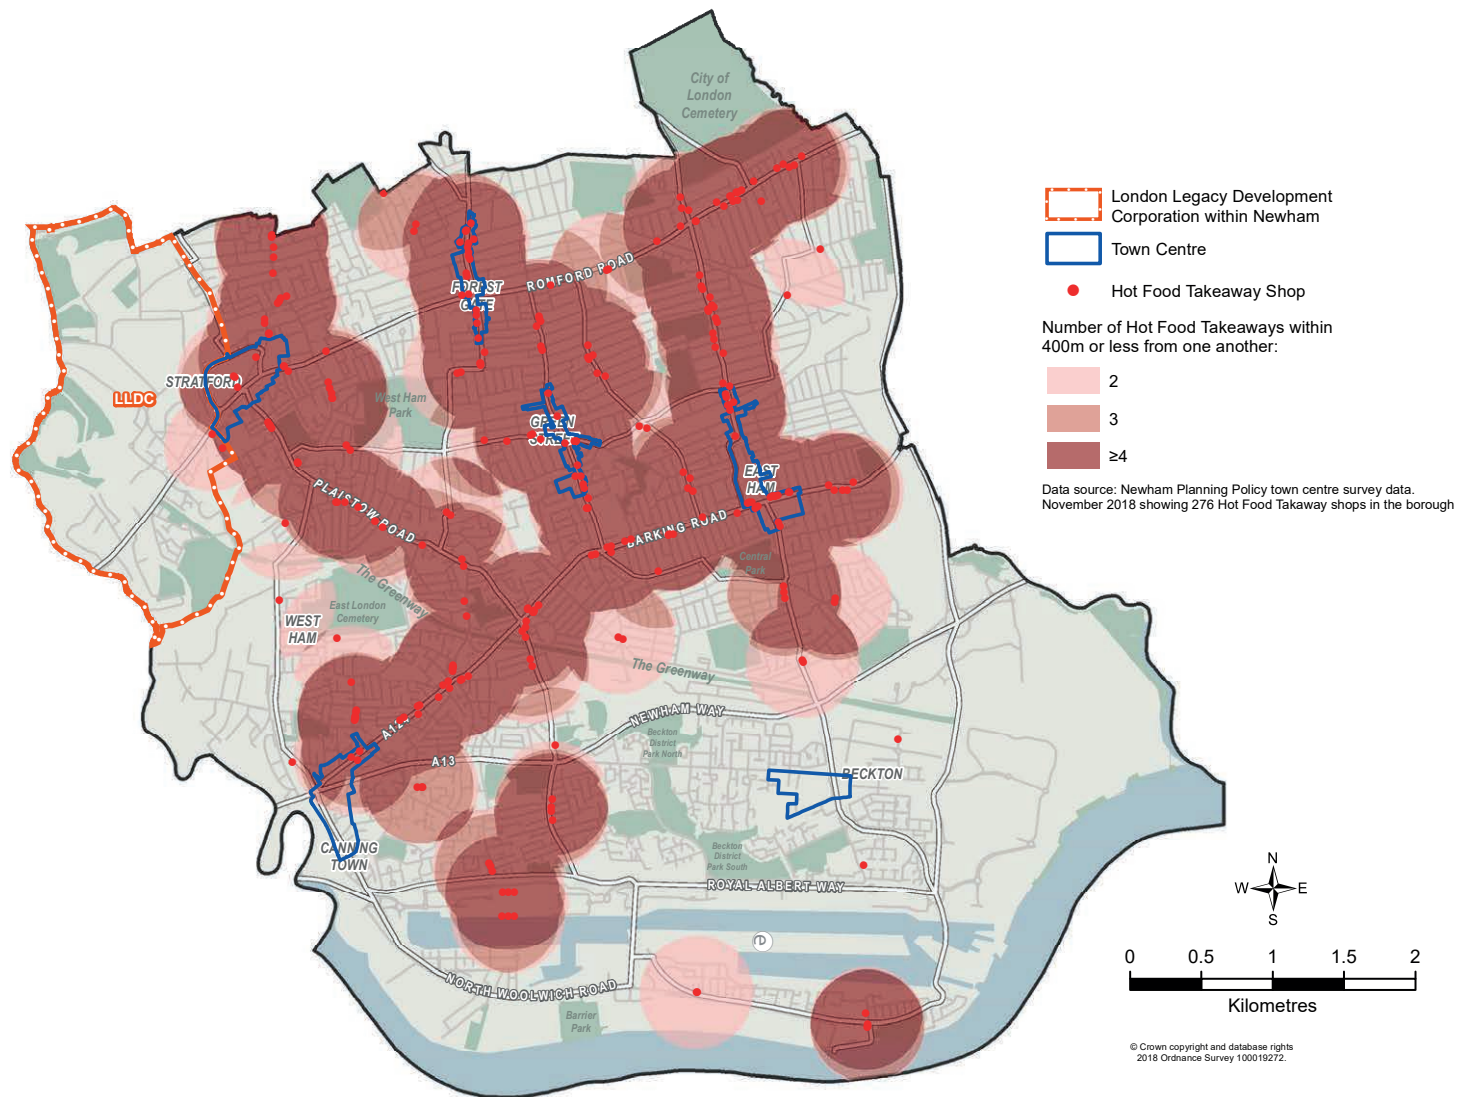 City of
London
Cemetery
London Legacy Development
Corporation within Newham
Town Centre
Hot Food Takeaway Shop
Number of Hot Food Takeaways within
400m or less from one another:
2
3
≥4
Data source: Newham Planning Policy town centre survey data.
November 2018 showing 276 Hot Food Takaway shops in the borough
ROMFORD ROAD
FOREST
GATE
STRATFORD
LLDC
West Ham
Park
GREEN
STREET
EAST
HAM
PLAISTOW ROAD
BARKING ROAD
Central
Park
The Greenway
East London
Cemetery
WEST
HAM
The Greenway
NEWHAM WAY
A124
A13
Beckton
District
Park North
BECKTON
CANNING
TOWN
Beckton
District
Park South
ROYAL ALBERT WAY
NORTH WOOLWICH ROAD
Barrier
Park
N
W E
S
0 0.5 1 1.5 2
Kilometres
© Crown copyright and database rights
2018 Ordnance Survey 100019272.